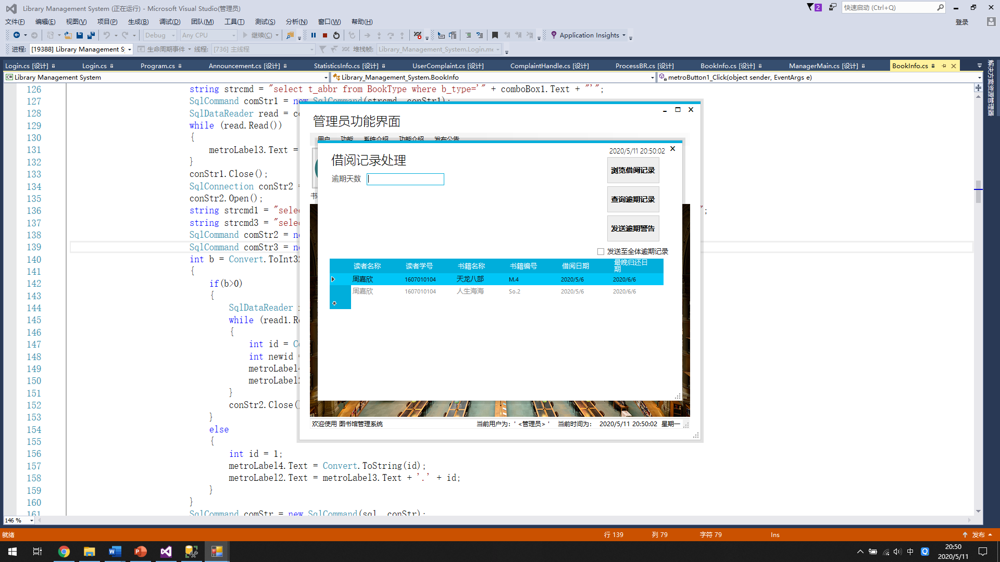 Library Management System (正在运行) - Microsoft Visual Studio(管理员)
2
快速启动 (Ctrl+Q)
文件(F) 编辑(E) 视图(V) 项目(P) 生成(B) 调试(D) 团队(M) 工具(T) 测试(S) 分析(N) 窗口(W) 帮助(H)
登录
Debug Any CPU 继续(C) Application Insights
进程: [19388] Library Management S 生命周期事件 线程: [736] 主线程 堆栈帧: Library_Management_System.Login.me
Login.cs [设计] Login.cs Program.cs Announcement.cs [设计] StatisticsInfo.cs [设计] UserComplaint.cs [设计] ComplaintHandle.cs [设计] ProcessBR.cs [设计] BookInfo.cs [设计] ManagerMain.cs [设计] BookInfo.cs
解决方案资源管理器
Library Management System Library_Management_System.BookInfo metroButton1_Click(object sender, EventArgs e)
126 string strcmd = "select t_abbr from BookType where b_type='" + comboBox1.Text + "'";
127 SqlCommand comStr1 = new SqlCommand(strcmd, conStr1);
128 SqlDataReader read = co
129 while (read.Read())
130 {
131 metroLabel3.Text =
132 }
133 conStr1.Close();
134 SqlConnection conStr2 =
135 conStr2.Open();
136 string strcmd1 = "selec ";
137 string strcmd3 = "selec
138 SqlCommand comStr2 = ne
139 SqlCommand comStr3 = ne
140 int b = Convert.ToInt32
141 {
142 if(b>0)
143 {
144 SqlDataReader
145 while (read1.Re
146 {
147 int id = Co
148 int newid =
149 metroLabel4
150 metroLabel2
151 }
152 conStr2.Close()
153 }
154 else
155 {
156 int id = 1;
157 metroLabel4.Text = Convert.ToString(id);
158 metroLabel2.Text = metroLabel3.Text + '.' + id;
159 }
160 }
161 SqlCommand comStr = new SqlCommand(sql, conStr);
管理员功能界面
用户 功能 系统介绍 功能介绍 发布公告
书
借阅记录处理
2020/5/11 20:50:02
逾期天数
浏览借阅记录
查询逾期记录
发送逾期警告
发送至全体逾期记录
读者名称 读者学号 书籍名称 书籍编号 借阅日期 最晚归还日期
周嘉欣 1607010104 天龙八部 M.4 2020/5/6 2020/6/6
周嘉欣 1607010104 人生海海 So.2 2020/5/6 2020/6/6
欢迎使用 图书馆管理系统 当前用户为: ' <管理员> ' 当前时间为: 2020/5/11 20:50:02 星期一
146 %
就绪 行 139 列 79 字符 79 Ins 发布
中 20:50
2020/5/11